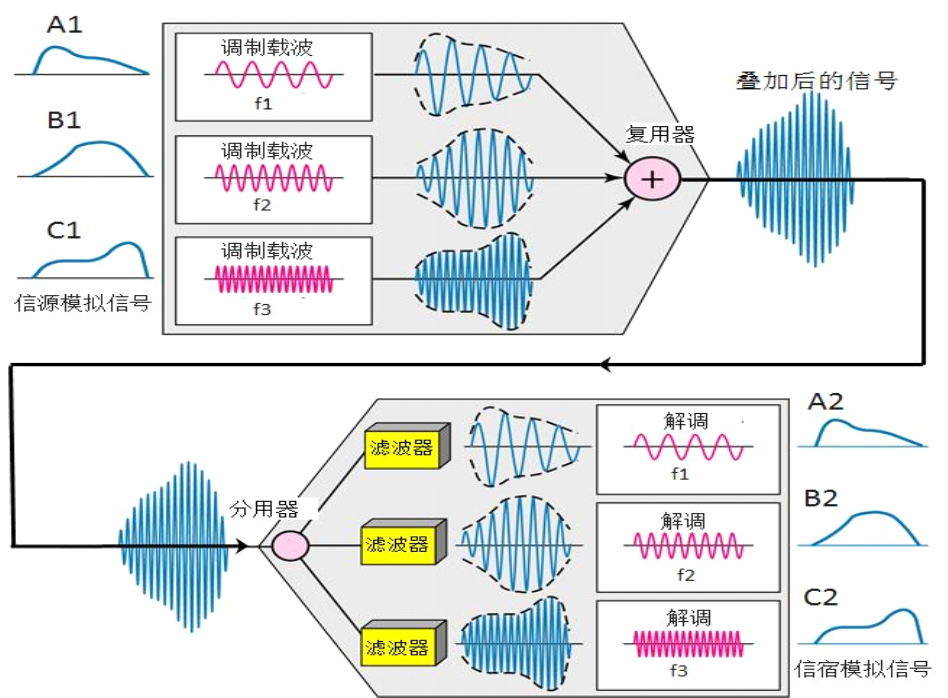 A1
调制载波
f1
B1
调制载波
f2
C1
调制载波
f3
信源模拟信号
复用器
+
叠加后的信号
分用器
滤波器
解调
f1
A2
滤波器
解调
f2
B2
滤波器
解调
f3
C2
信宿模拟信号